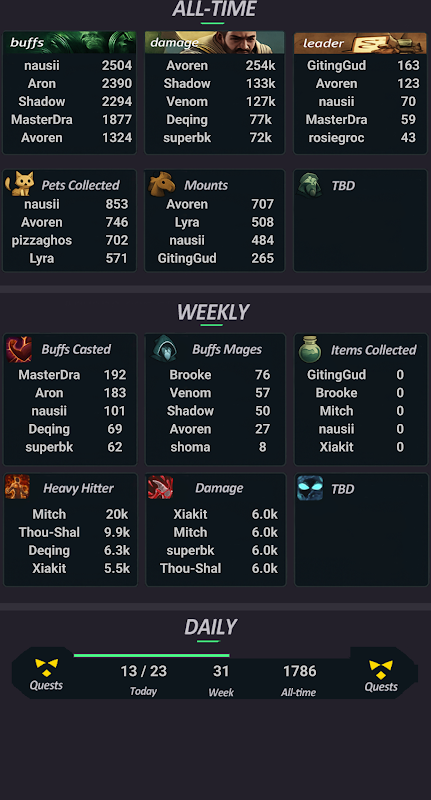 ALL-TIME
buffs
nausii 2504
Aron 2390
Shadow 2294
MasterDra 1877
Avoren 1324
damage
Avoren 254k
Shadow 133k
Venom 127k
Deqing 77k
superbk 72k
leader
GitingGud 163
Avoren 123
nausii 70
MasterDra 59
rosiegroc 43
Pets Collected
nausii 853
Avoren 746
pizzaghos 702
Lyra 571
Mounts
Avoren 707
Lyra 508
nausii 484
GitingGud 265
TBD
WEEKLY
Buffs Casted
MasterDra 192
Aron 183
nausii 101
Deqing 69
superbk 62
Buffs Mages
Brooke 76
Venom 57
Shadow 50
Avoren 27
shoma 8
Items Collected
GitingGud 0
Brooke 0
Mitch 0
nausii 0
Xiakit 0
Heavy Hitter
Mitch 20k
Thou-Shal 9.9k
Deqing 6.3k
Xiakit 5.5k
Damage
Xiakit 6.0k
Mitch 6.0k
superbk 6.0k
Thou-Shal 6.0k
TBD
DAILY
Quests
13 / 23
Today
31
Week
1786
All-time
Quests